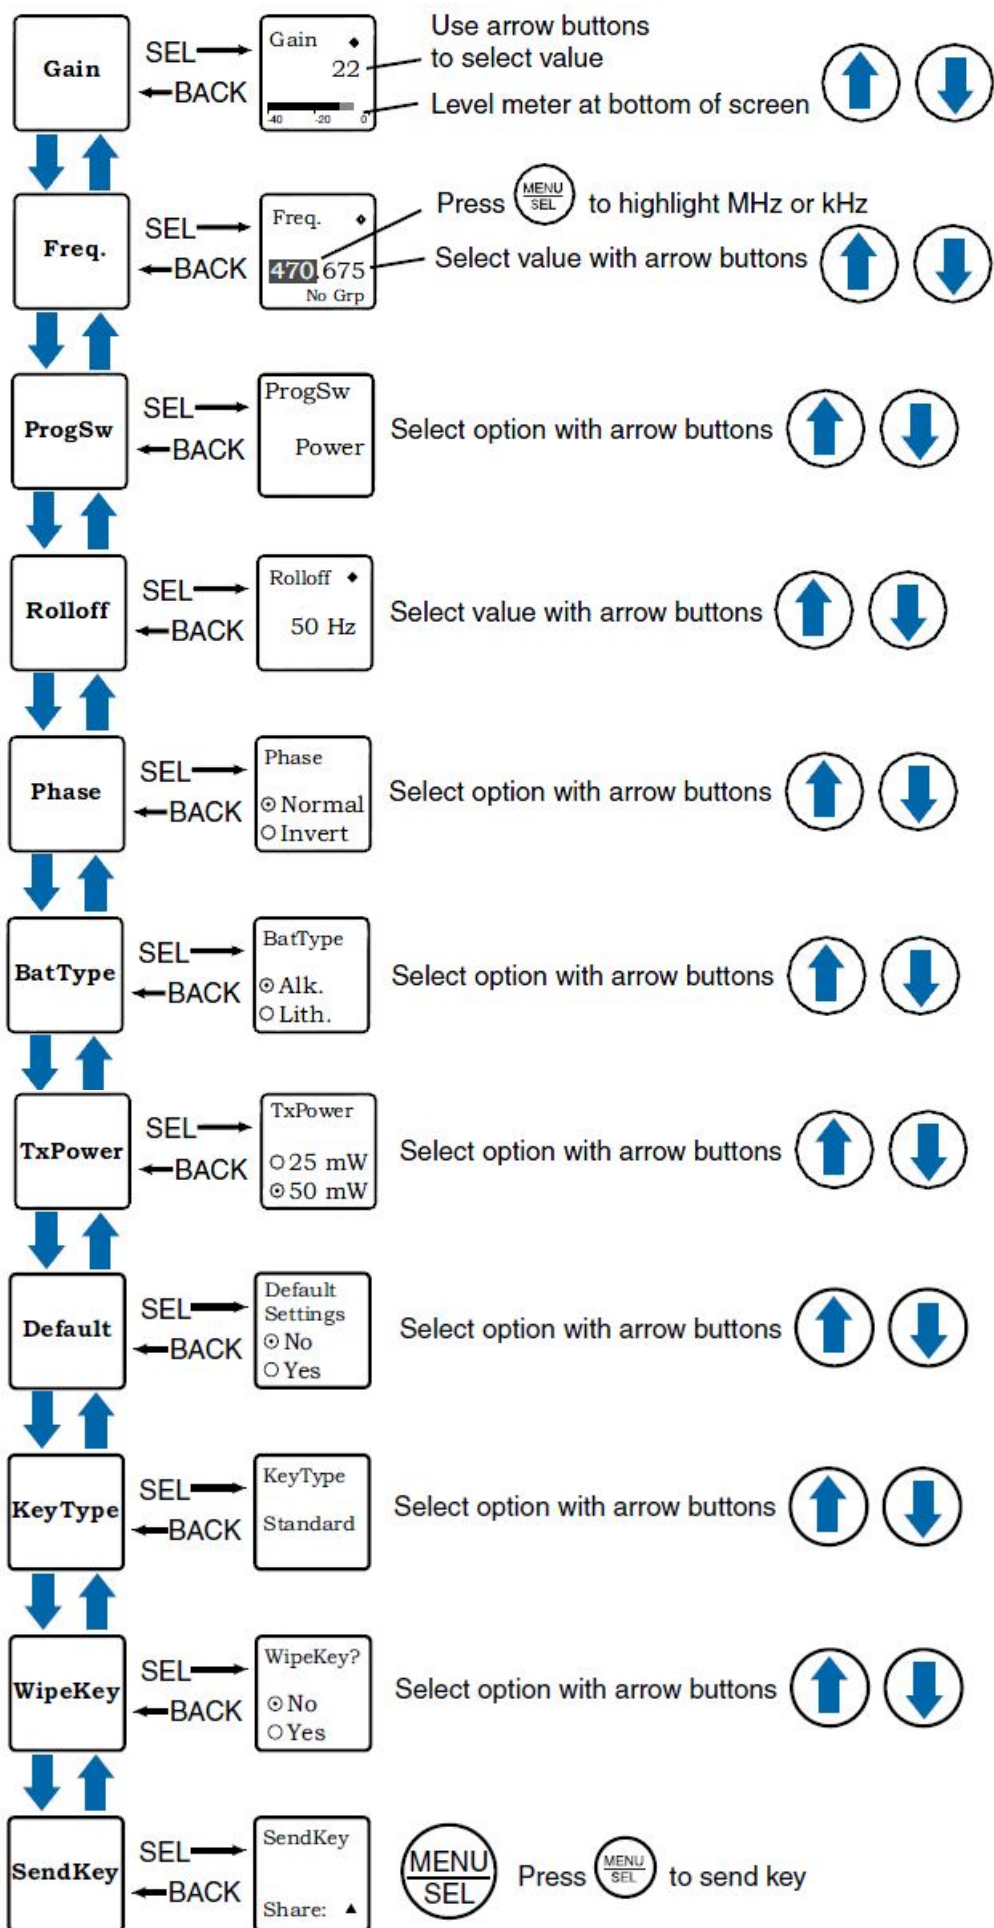 Gain
SEL
BACK
Gain
22
-40 -20 0
Use arrow buttons
to select value
Level meter at bottom of screen
Freq.
SEL
BACK
Freq.
470.675
No Grp
Press MENU
SEL to highlight MHz or kHz
Select value with arrow buttons
ProgSw
SEL
BACK
ProgSw
Power
Select option with arrow buttons
Rolloff
SEL
BACK
Rolloff
50 Hz
Select value with arrow buttons
Phase
SEL
BACK
Phase
Normal
Invert
Select option with arrow buttons
BatType
SEL
BACK
BatType
Alk.
Lith.
Select option with arrow buttons
TxPower
SEL
BACK
TxPower
25 mW
50 mW
Select option with arrow buttons
Default
SEL
BACK
Default
Settings
No
Yes
Select option with arrow buttons
KeyType
SEL
BACK
KeyType
Standard
Select option with arrow buttons
WipeKey
SEL
BACK
WipeKey?
No
Yes
Select option with arrow buttons
SendKey
SEL
BACK
SendKey
Share:
MENU
SEL
Press MENU
SEL to send key